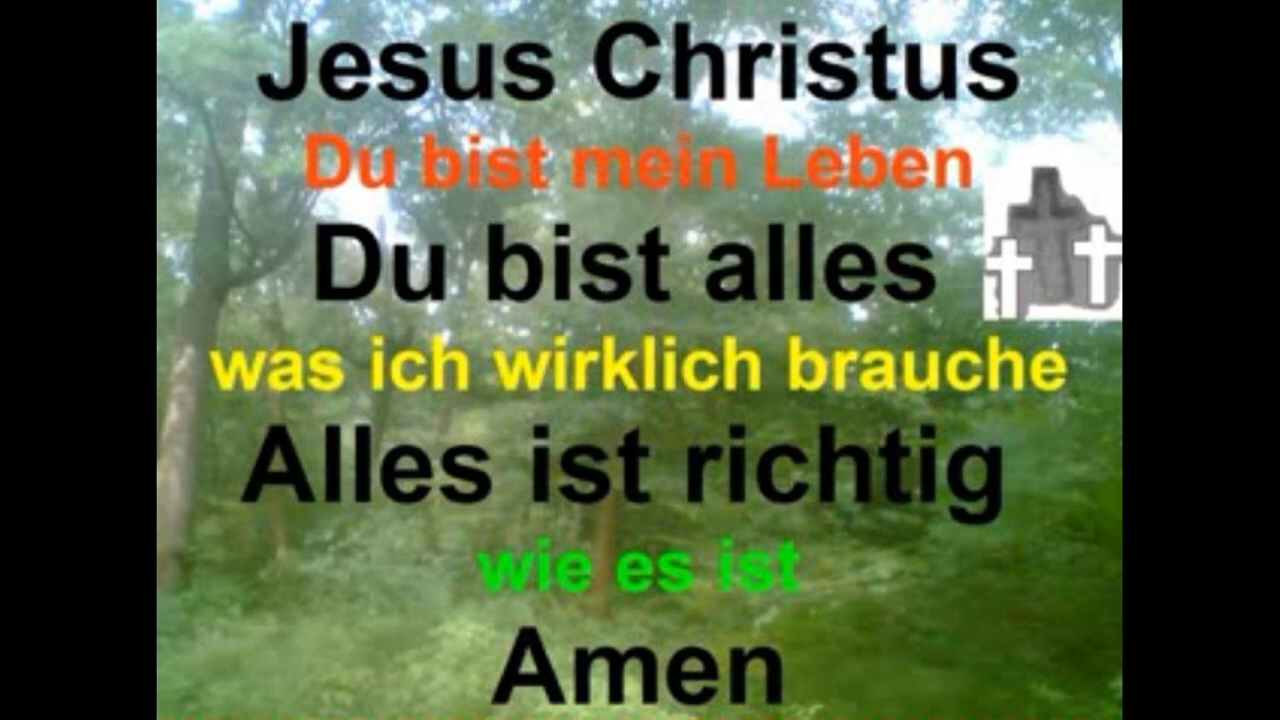 Jesus Christus
Du bist mein Leben
Du bist alles
was ich wirklich brauche
Alles ist richtig
wie es ist
Amen